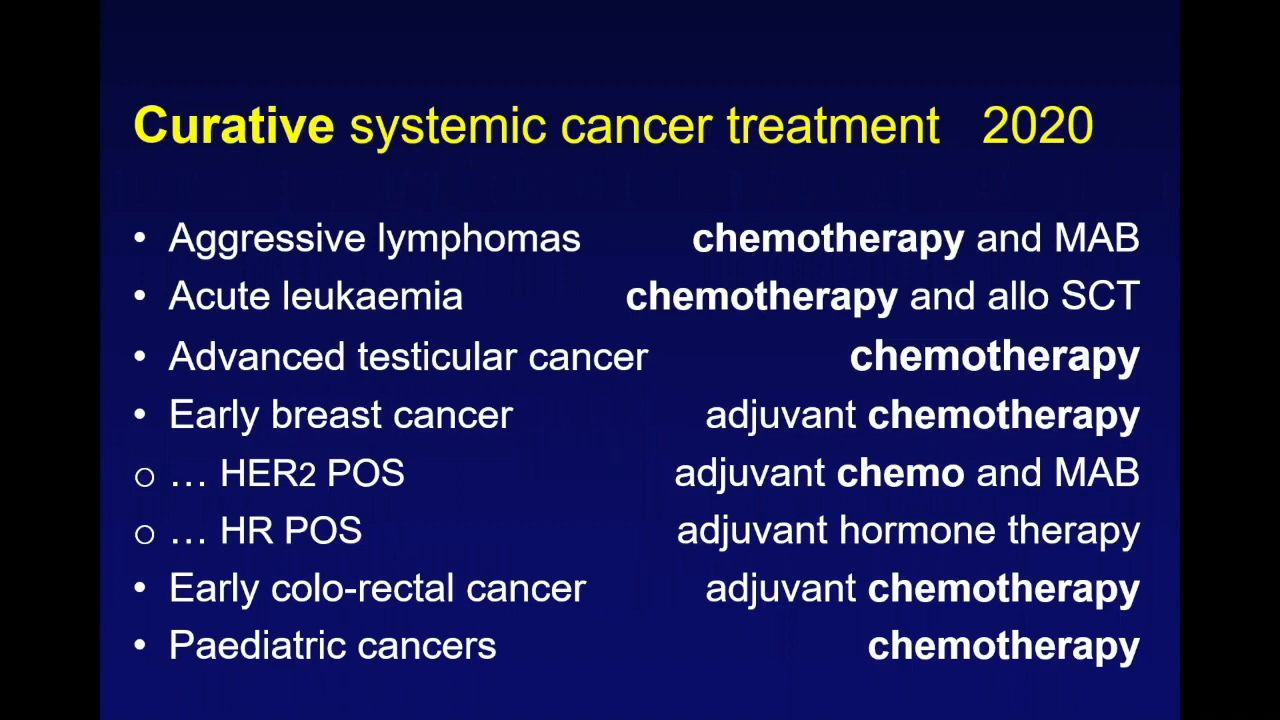 Curative systemic cancer treatment 2020
• Aggressive lymphomas chemotherapy and MAB
• Acute leukaemia chemotherapy and allo SCT
• Advanced testicular cancer chemotherapy
• Early breast cancer adjuvant chemotherapy
o … HER2 POS adjuvant chemo and MAB
o … HR POS adjuvant hormone therapy
• Early colo-rectal cancer adjuvant chemotherapy
• Paediatric cancers chemotherapy